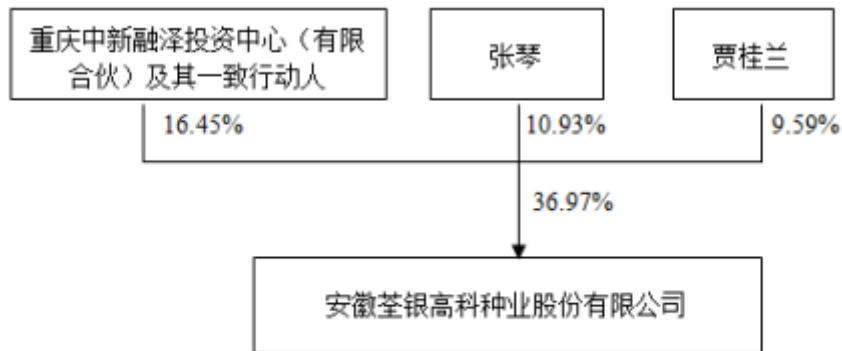 重庆中新融泽投资中心（有限
合伙）及其一致行动人
张琴
贾桂兰
16.45%
10.93%
9.59%
36.97%
安徽荃银高科种业股份有限公司